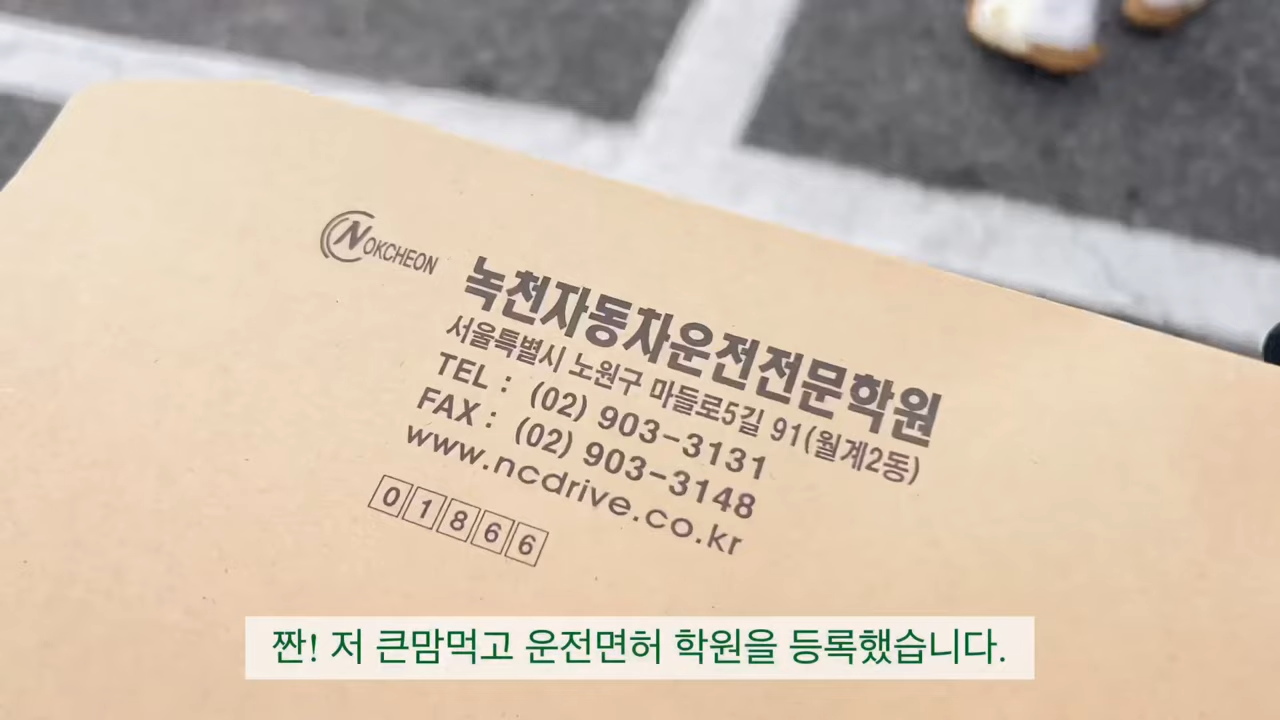 NOKCHEON
녹천자동차운전전문학원
서울특별시 노원구 마들로5길 91(월계2동)
TEL : (02) 903-3131
FAX : (02) 903-3148
www.ncdrive.co.kr
01866
짠! 저 큰맘먹고 운전면허 학원을 등록했습니다.